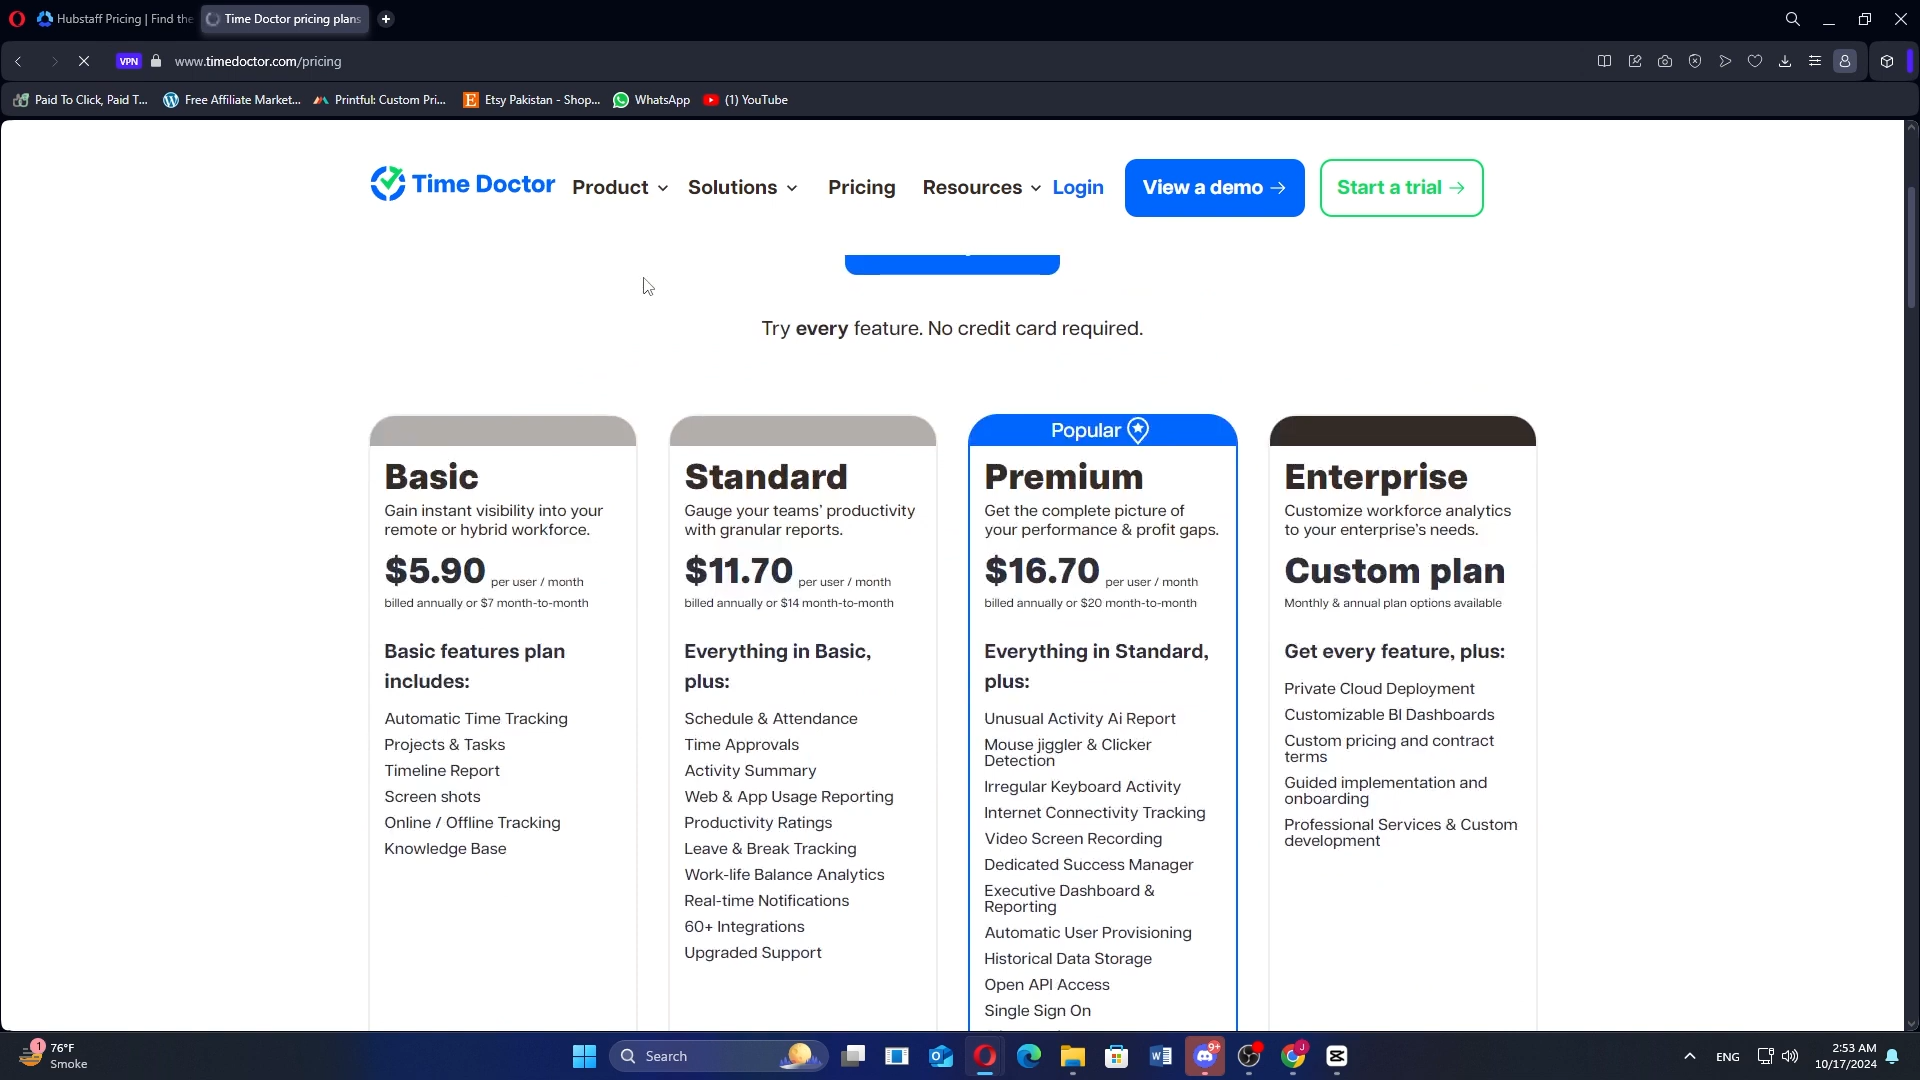 Hubstaff Pricing | Find the
Time Doctor pricing plans
VPN
www.timedoctor.com/pricing
Paid To Click, Paid T...
Free Affiliate Market...
Printful: Custom Pri...
Etsy Pakistan - Shop...
WhatsApp
(1) YouTube
Time Doctor
Product
Solutions
Pricing
Resources
Login
View a demo →
Start a trial →
Try every feature. No credit card required.
Basic
Gain instant visibility into your
remote or hybrid workforce.
$5.90 per user / month
billed annually or $7 month-to-month
Basic features plan
includes:
Automatic Time Tracking
Projects & Tasks
Timeline Report
Screen shots
Online / Offline Tracking
Knowledge Base
Standard
Gauge your teams’ productivity
with granular reports.
$11.70 per user / month
billed annually or $14 month-to-month
Everything in Basic,
plus:
Schedule & Attendance
Time Approvals
Activity Summary
Web & App Usage Reporting
Productivity Ratings
Leave & Break Tracking
Work-life Balance Analytics
Real-time Notifications
60+ Integrations
Upgraded Support
Popular
Premium
Get the complete picture of
your performance & profit gaps.
$16.70 per user / month
billed annually or $20 month-to-month
Everything in Standard,
plus:
Unusual Activity Ai Report
Mouse jiggler & Clicker
Detection
Irregular Keyboard Activity
Internet Connectivity Tracking
Video Screen Recording
Dedicated Success Manager
Executive Dashboard &
Reporting
Automatic User Provisioning
Historical Data Storage
Open API Access
Single Sign On
Enterprise
Customize workforce analytics
to your enterprise’s needs.
Custom plan
Monthly & annual plan options available
Get every feature, plus:
Private Cloud Deployment
Customizable BI Dashboards
Custom pricing and contract
terms
Guided implementation and
onboarding
Professional Services & Custom
development
1
76°F
Smoke
Search
9+
J
ENG
2:53 AM
10/17/2024